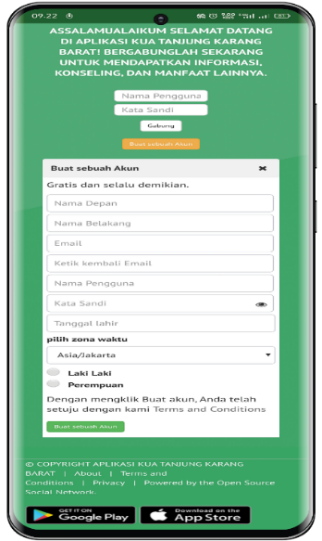 09.22
ASSALAMUALAIKUM SELAMAT DATANG
DI APLIKASI KUA TANJUNG KARANG
BARAT! BERGABUNGLAH SEKARANG
UNTUK MENDAPATKAN INFORMASI,
KONSELING, DAN MANFAAT LAINNYA.
Nama Pengguna
Kata Sandi
Gabung
Buat sebuah Akun
Buat sebuah Akun
Gratis dan selalu demikian.
Nama Depan
Nama Belakang
Email
Ketik kembali Email
Nama Pengguna
Kata Sandi
Tanggal lahir
pilih zona waktu
Asia/Jakarta
Laki Laki
Perempuan
Dengan mengklik Buat akun, Anda telah
setuju dengan kami Terms and Conditions
Buat sebuah Akun
© COPYRIGHT APLIKASI KUA TANJUNG KARANG
BARAT | About | Terms and
Conditions | Privacy | Powered by the Open Source
Social Network.
GET IT ON
Google Play
Download on the
App Store